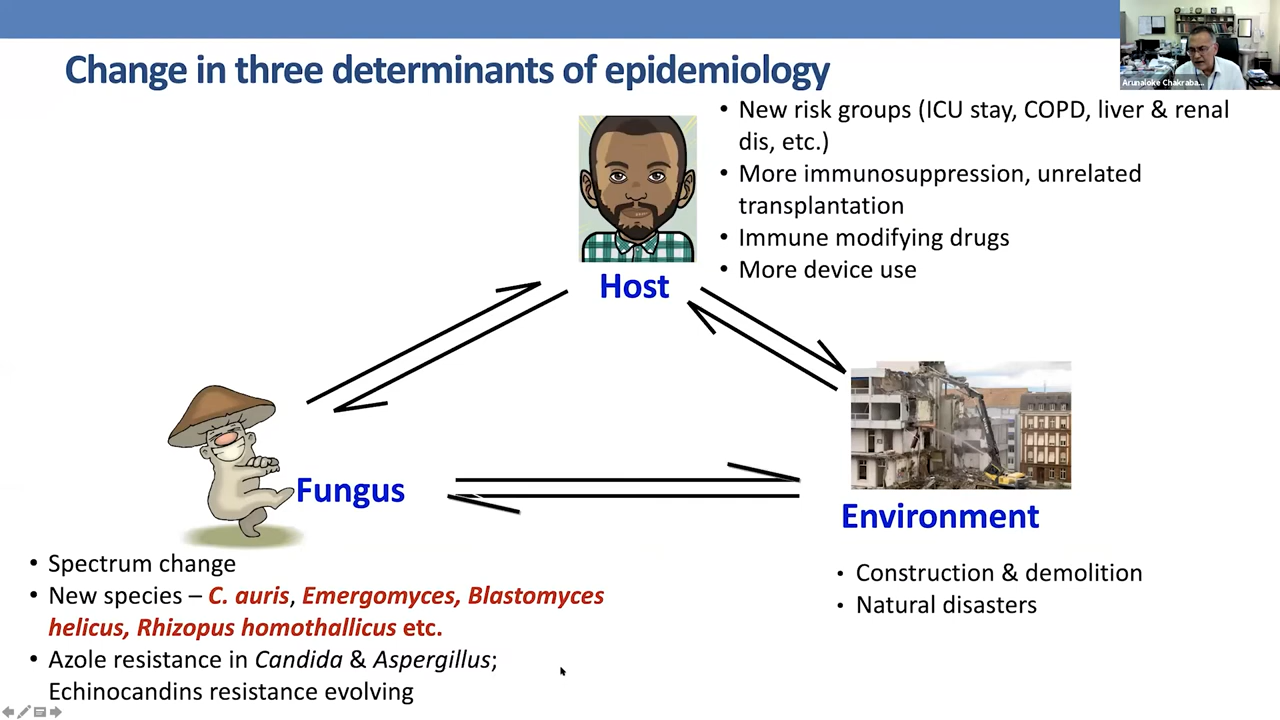 Change in three determinants of epidemiology
Arunaloke Chakraba...
• New risk groups (ICU stay, COPD, liver & renal
dis, etc.)
• More immunosuppression, unrelated
transplantation
• Immune modifying drugs
• More device use
Host
Fungus
Environment
• Spectrum change
• New species – C. auris, Emergomyces, Blastomyces
helicus, Rhizopus homothallicus etc.
• Azole resistance in Candida & Aspergillus;
Echinocandins resistance evolving
• Construction & demolition
• Natural disasters